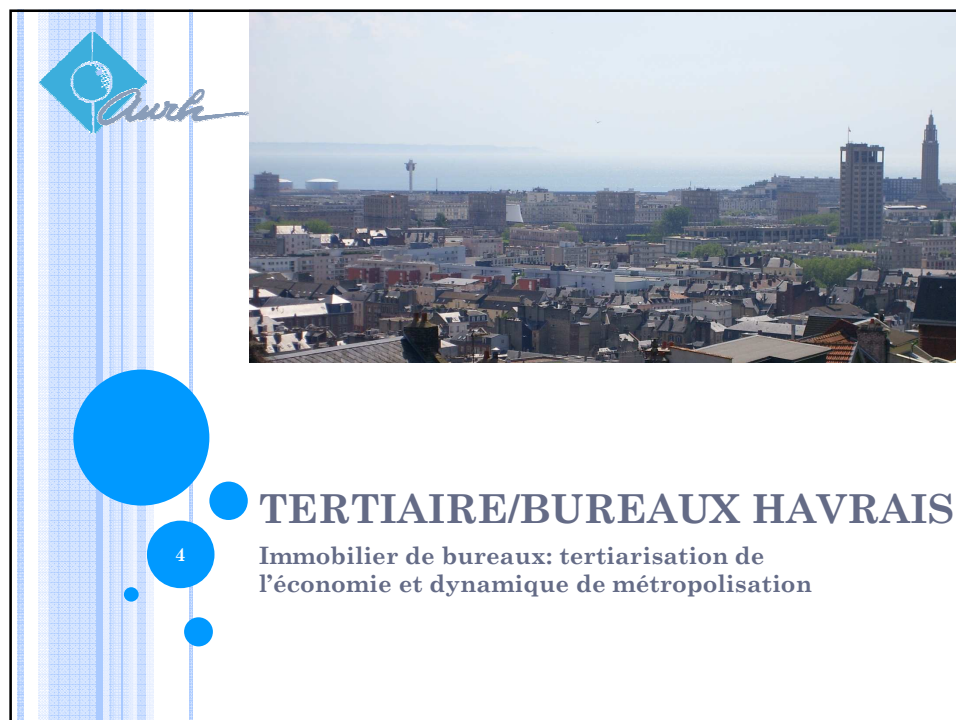 aurh
TERTIAIRE/BUREAUX HAVRAIS
4
Immobilier de bureaux: tertiarisation de
l'économie et dynamique de métropolisation